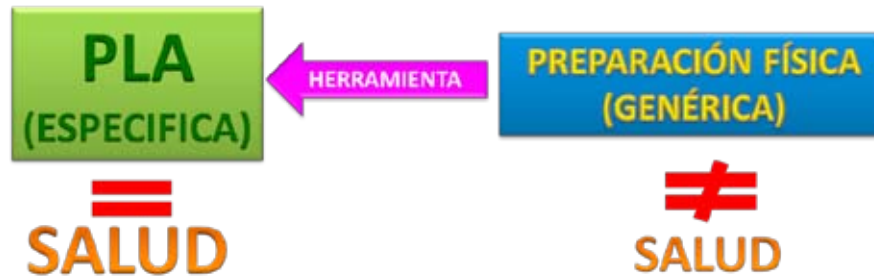 PLA
(ESPECIFICA)
HERRAMIENTA
PREPARACIÓN FÍSICA
(GENÉRICA)
=
SALUD
≠
SALUD